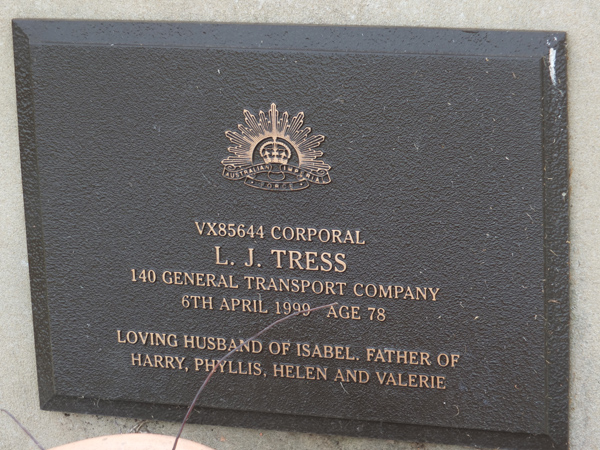 AUSTRALIAN IMPERIAL
FORCE
VX85644 CORPORAL
L. J. TRESS
140 GENERAL TRANSPORT COMPANY
6TH APRIL 1999 AGE 78
LOVING HUSBAND OF ISABEL. FATHER OF
HARRY, PHYLLIS, HELEN AND VALERIE